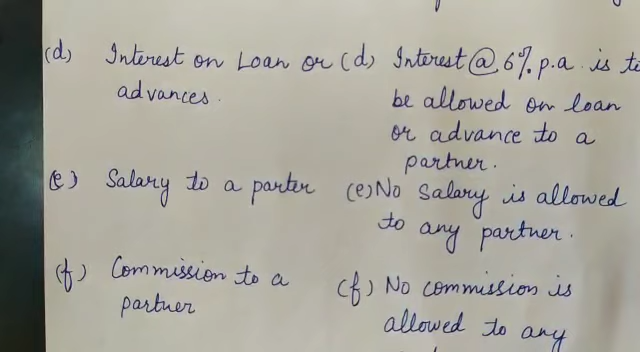 (d) Interest on Loan or
advances.
(d) Interest @ 6% p.a. is to
be allowed on loan
or advance to a
partner.
(e) Salary to a parter
(e) No Salary is allowed
to any partner.
(f) Commission to a
partner
(f) No commission is
allowed to any